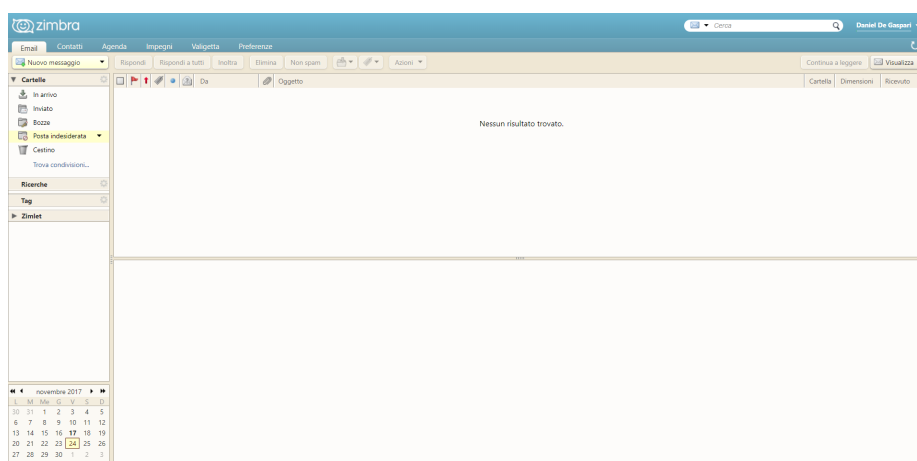 zimbra
Cerca
Daniel De Gaspari
Email Contatti Agenda Impegni Valigetta Preferenze
Nuovo messaggio Rispondi Rispondi a tutti Inoltra Elimina Non spam Azioni Continua a leggere Visualizza
Cartelle Da Oggetto Cartella Dimensioni Ricevuto
In arrivo
Inviato
Bozze
Posta indesiderata
Cestino
Trova condivisioni...
Ricerche
Tag
Zimlet
Nessun risultato trovato.
novembre 2017
L M Me G V S D
30 31 1 2 3 4 5
6 7 8 9 10 11 12
13 14 15 16 17 18 19
20 21 22 23 24 25 26
27 28 29 30 1 2 3